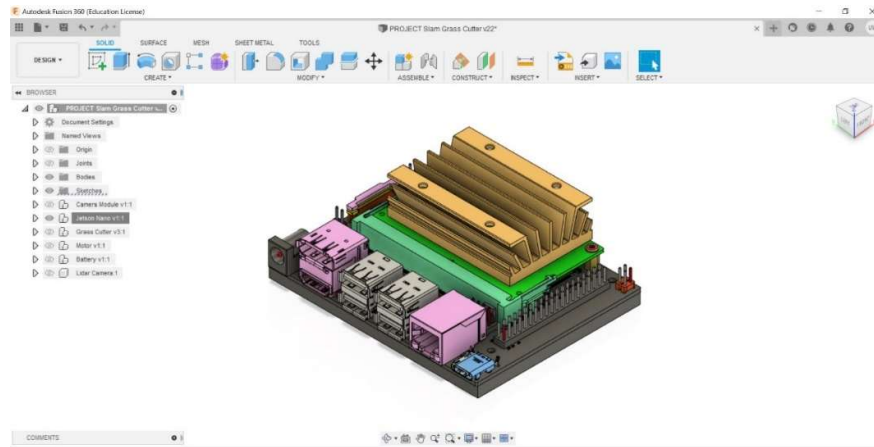 Autodesk Fusion 360 (Education License)
PROJECT Slam Grass Cutter v22*
SOLID SURFACE MESH SHEET METAL TOOLS
DESIGN
CREATE MODIFY ASSEMBLE CONSTRUCT INSPECT INSERT SELECT
BROWSER
PROJECT Slam Grass Cutter v...
Document Settings
Named Views
Origin
Joints
Bodies
Sketches
Camera Module v1:1
Jetson Nano v1:1
Grass Cutter v3:1
Motor v1:1
Battery v1:1
Lidar Camera:1
COMMENTS